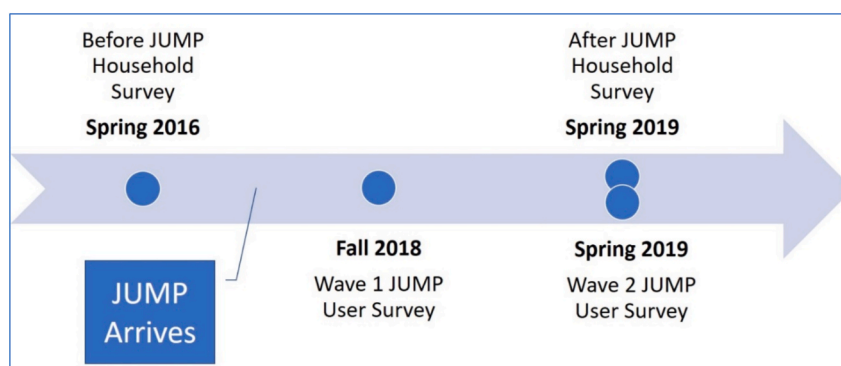 Before JUMP
Household
Survey
Spring 2016
After JUMP
Household
Survey
Spring 2019
JUMP
Arrives
Fall 2018
Wave 1 JUMP
User Survey
Spring 2019
Wave 2 JUMP
User Survey